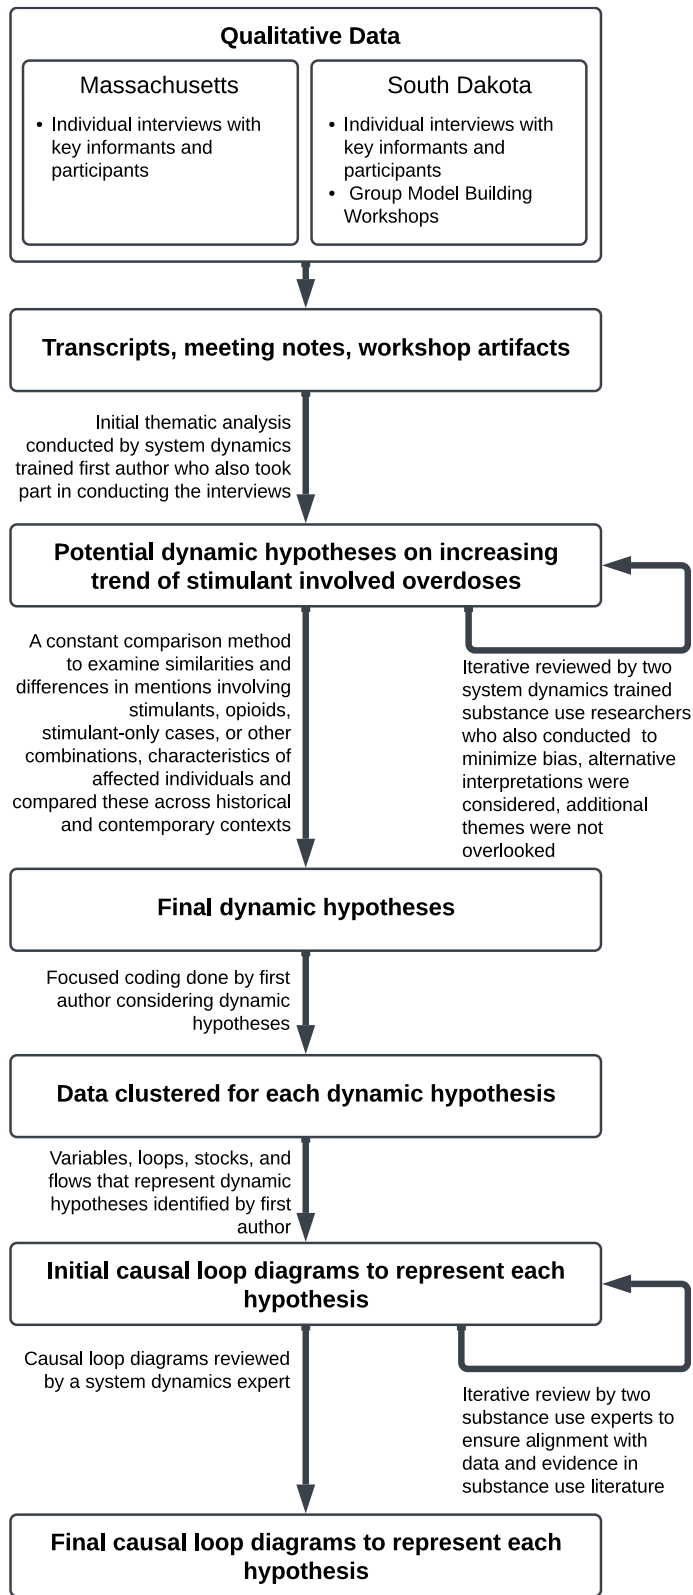 Qualitative Data
Massachusetts
• Individual interviews with
key informants and
participants
South Dakota
• Individual interviews with
key informants and
participants
• Group Model Building
Workshops
Transcripts, meeting notes, workshop artifacts
Initial thematic analysis
conducted by system dynamics
trained first author who also took
part in conducting the interviews
Potential dynamic hypotheses on increasing
trend of stimulant involved overdoses
A constant comparison method
to examine similarities and
differences in mentions involving
stimulants, opioids,
stimulant-only cases, or other
combinations, characteristics of
affected individuals and
compared these across historical
and contemporary contexts
Iterative reviewed by two
system dynamics trained
substance use researchers
who also conducted to
minimize bias, alternative
interpretations were
considered, additional
themes were not
overlooked
Final dynamic hypotheses
Focused coding done by first
author considering dynamic
hypotheses
Data clustered for each dynamic hypothesis
Variables, loops, stocks, and
flows that represent dynamic
hypotheses identified by first
author
Initial causal loop diagrams to represent each
hypothesis
Causal loop diagrams reviewed
by a system dynamics expert
Iterative review by two
substance use experts to
ensure alignment with
data and evidence in
substance use literature
Final causal loop diagrams to represent each
hypothesis